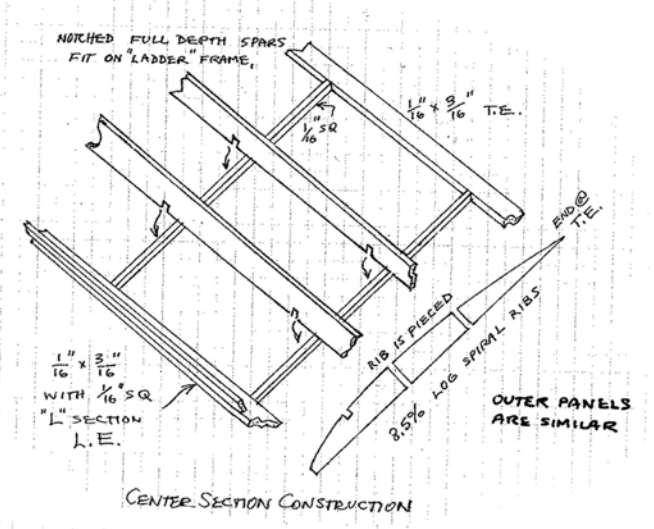 NOTCHED FULL DEPTH SPARS
FIT ON "LADDER" FRAME,
1/16" SQ
1/16" x 3/16" T.E.
END @
T.E.
RIB IS PIECED
8.5% LOG SPIRAL RIBS
1/16" x 3/16"
WITH 1/16" SQ
"L" SECTION
L.E.
OUTER PANELS
ARE SIMILAR
CENTER SECTION CONSTRUCTION